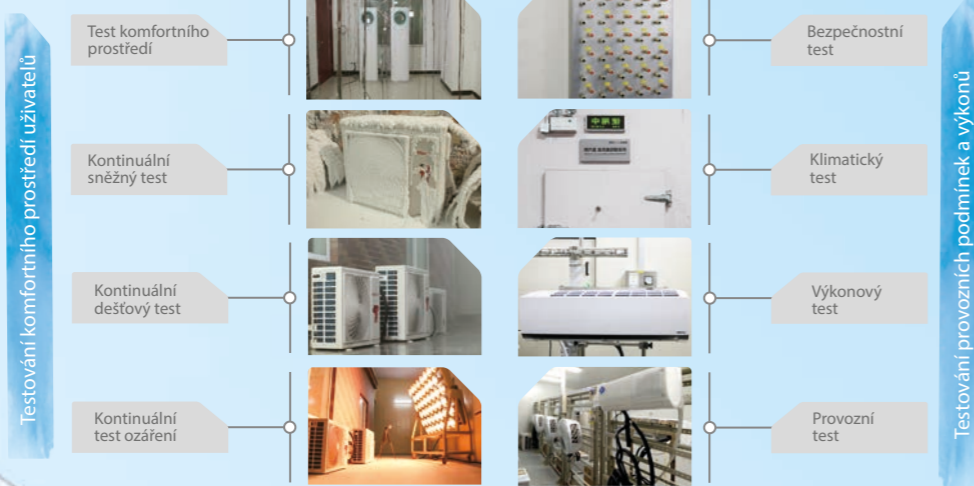 Testování komfortního prostředí uživatelů
Test komfortního
prostředí
Kontinuální
sněžný test
Kontinuální
dešťový test
Kontinuální
test ozáření
Bezpečnostní
test
Klimatický
test
Výkonový
test
Provozní
test
Testování provozních podmínek a výkonů